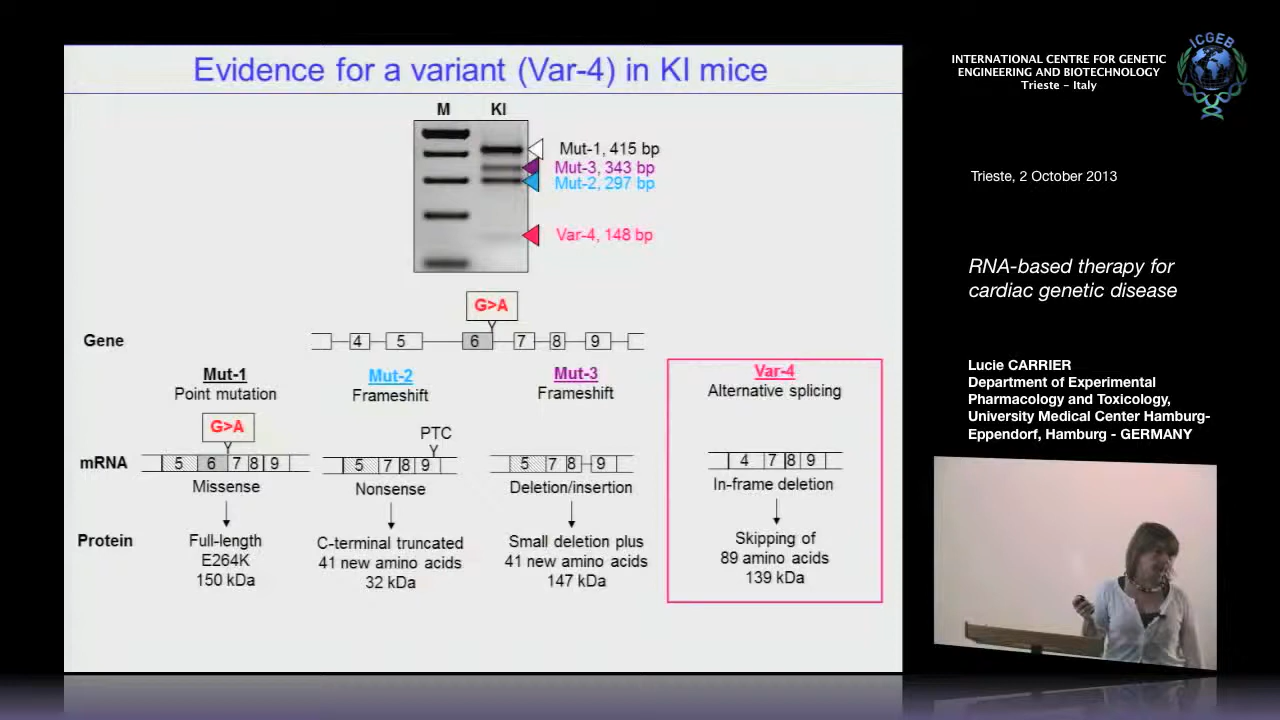 Evidence for a variant (Var-4) in KI mice
M KI
Mut-1, 415 bp
Mut-3, 343 bp
Mut-2, 297 bp
Var-4, 148 bp
G>A
Gene
4 5 6 7 8 9
Mut-1
Point mutation
G>A
mRNA
5 6 7 8 9
Missense
Protein
Full-length
E264K
150 kDa
Mut-2
Frameshift
PTC
5 7 8 9
Nonsense
C-terminal truncated
41 new amino acids
32 kDa
Mut-3
Frameshift
5 7 8 9
Deletion/insertion
Small deletion plus
41 new amino acids
147 kDa
Var-4
Alternative splicing
4 7 8 9
In-frame deletion
Skipping of
89 amino acids
139 kDa
INTERNATIONAL CENTRE FOR GENETIC
ENGINEERING AND BIOTECHNOLOGY
Trieste - Italy
ICGEB
Trieste, 2 October 2013
RNA-based therapy for
cardiac genetic disease
Lucie CARRIER
Department of Experimental
Pharmacology and Toxicology,
University Medical Center Hamburg-
Eppendorf, Hamburg - GERMANY